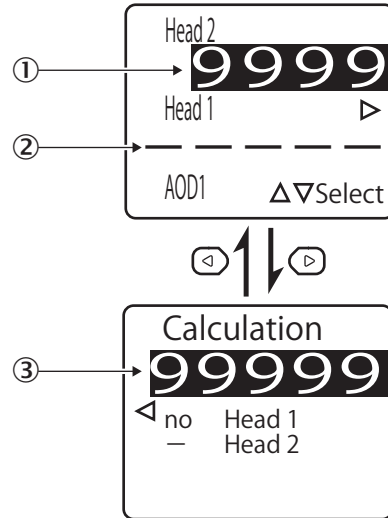 Head 2
①
9999
Head 1 ▷
②
— — — — —
AOD1 △▽Select
◁ ▷
Calculation
③
99999
◁ no Head 1
— Head 2